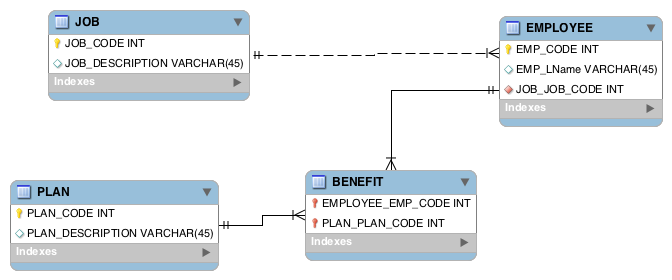 JOB
JOB_CODE INT
JOB_DESCRIPTION VARCHAR(45)
Indexes
EMPLOYEE
EMP_CODE INT
EMP_LName VARCHAR(45)
JOB_JOB_CODE INT
Indexes
PLAN
PLAN_CODE INT
PLAN_DESCRIPTION VARCHAR(45)
Indexes
BENEFIT
EMPLOYEE_EMP_CODE INT
PLAN_PLAN_CODE INT
Indexes